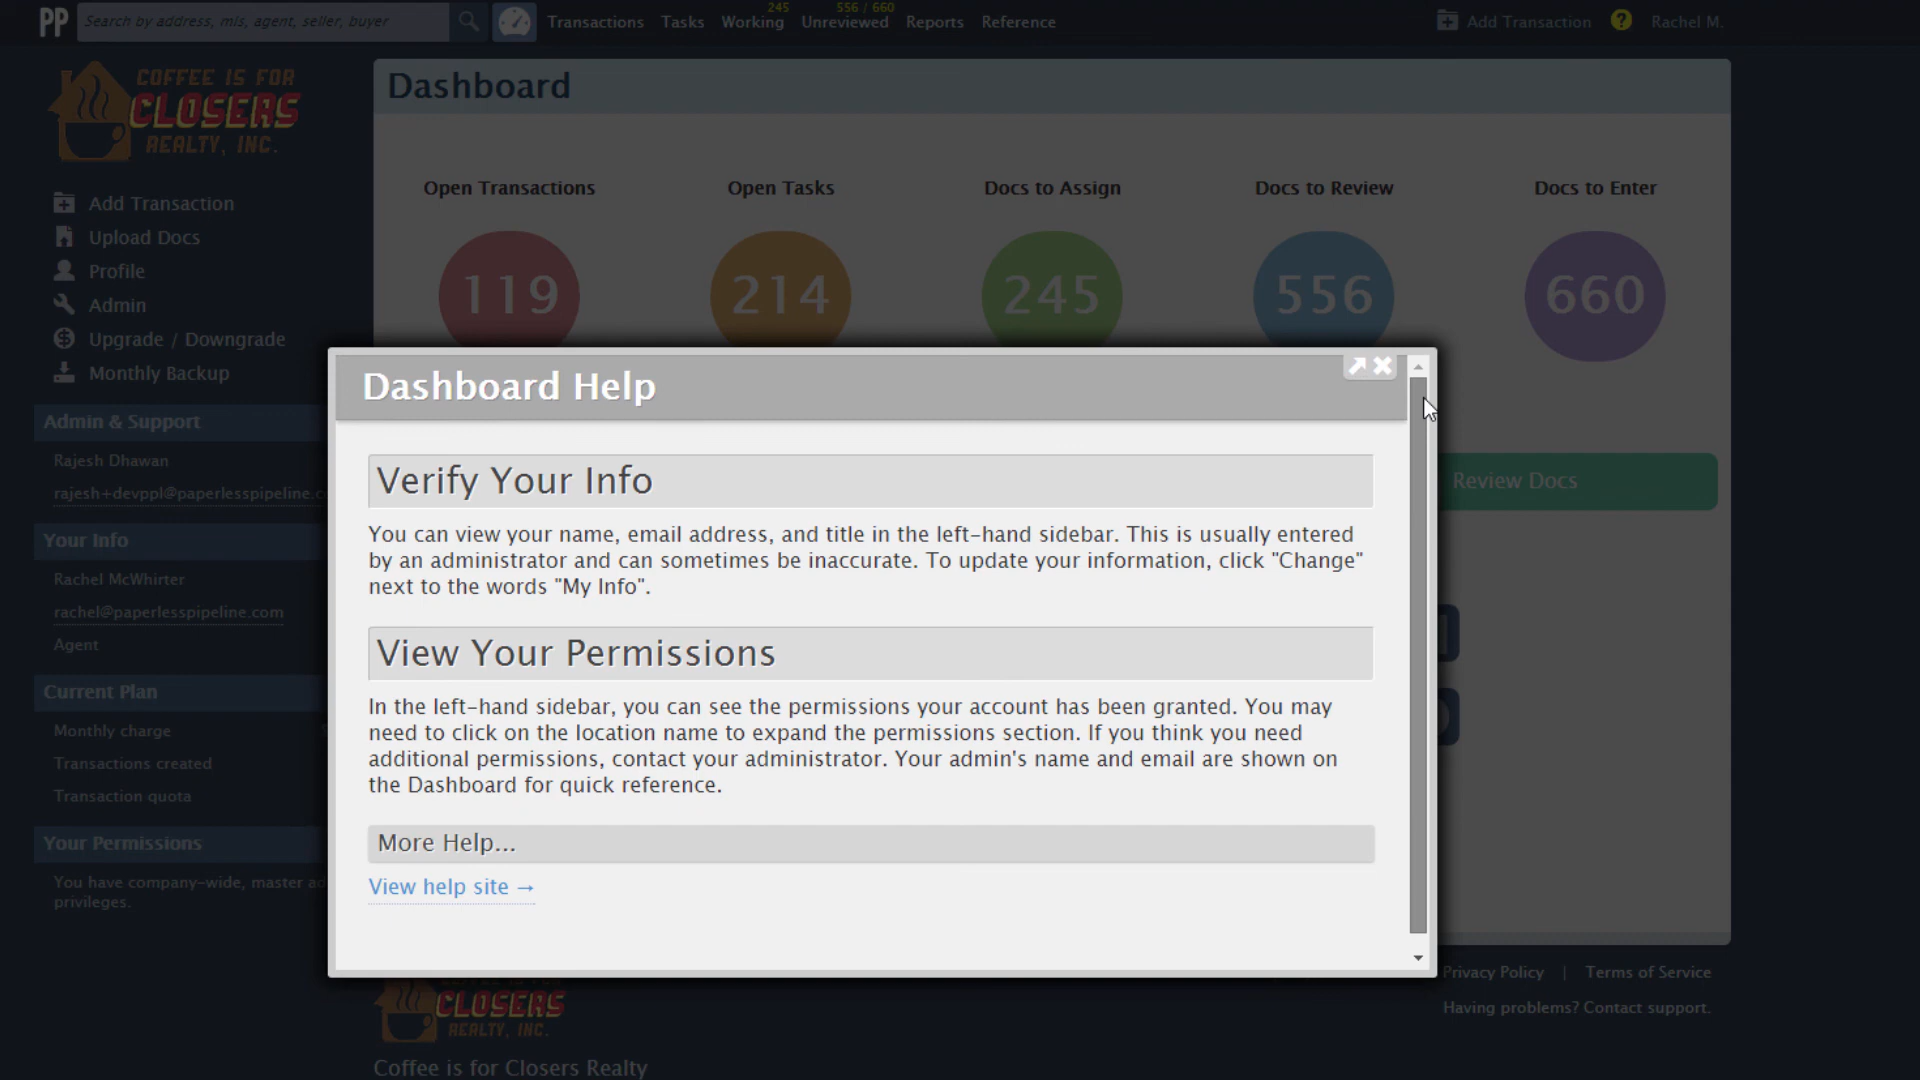 PP
Search by address, mls, agent, seller, buyer
Transactions
Tasks
Working
245
Unreviewed
556 / 660
Reports
Reference
Add Transaction
?
Rachel M.
COFFEE IS FOR
CLOSERS
REALTY, INC.
Add Transaction
Upload Docs
Profile
Admin
Upgrade / Downgrade
Monthly Backup
Admin & Support
Rajesh Dhawan
rajesh+devppl@paperlesspipeline.c
Your Info
Rachel McWhirter
rachel@paperlesspipeline.com
Agent
Current Plan
Monthly charge
Transactions created
Transaction quota
Your Permissions
You have company-wide, master
privileges.
Dashboard
Open Transactions
Open Tasks
Docs to Assign
Docs to Review
Docs to Enter
119
214
245
556
660
Review Docs
Dashboard Help
Verify Your Info
You can view your name, email address, and title in the left-hand sidebar. This is usually entered
by an administrator and can sometimes be inaccurate. To update your information, click "Change"
next to the words "My Info".
View Your Permissions
In the left-hand sidebar, you can see the permissions your account has been granted. You may
need to click on the location name to expand the permissions section. If you think you need
additional permissions, contact your administrator. Your admin's name and email are shown on
the Dashboard for quick reference.
More Help...
View help site →
CLOSERS
REALTY, INC.
Coffee is for Closers Realty
Privacy Policy | Terms of Service
Having problems? Contact support.